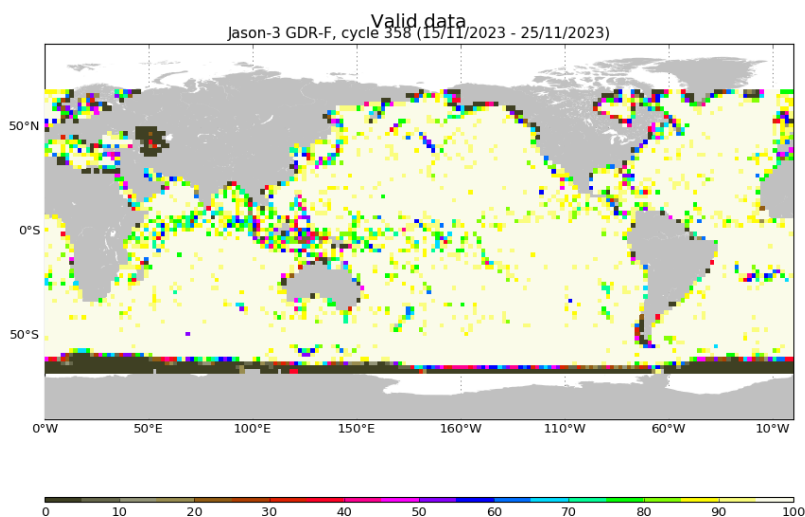 Valid data
Jason-3 GDR-F, cycle 358 (15/11/2023 - 25/11/2023)
50°N
0°S
50°S
0°W 50°E 100°E 150°E 160°W 110°W 60°W 10°W
0 10 20 30 40 50 60 70 80 90 100